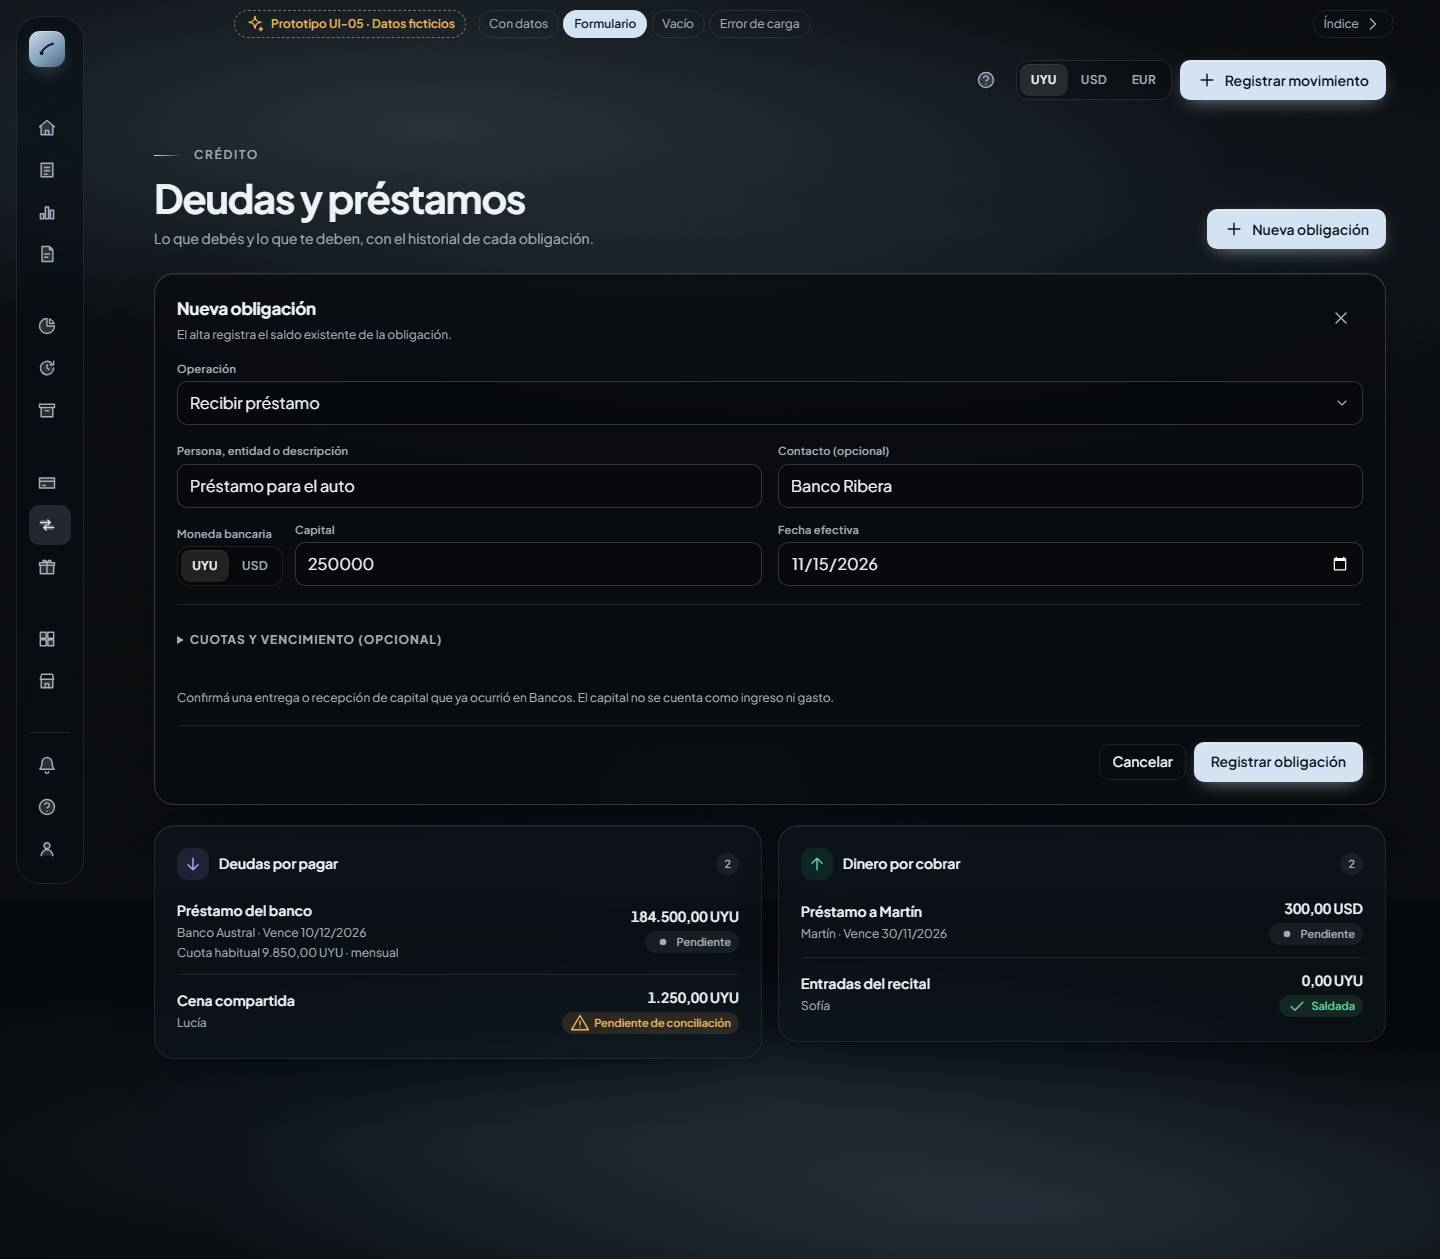 Prototipo UI-05 · Datos ficticios
Con datos
Formulario
Vacío
Error de carga
Índice
UYU
USD
EUR
Registrar movimiento
CRÉDITO
Deudas y préstamos
Lo que debés y lo que te deben, con el historial de cada obligación.
Nueva obligación
Nueva obligación
El alta registra el saldo existente de la obligación.
Operación
Recibir préstamo
Persona, entidad o descripción
Contacto (opcional)
Préstamo para el auto
Banco Ribera
Moneda bancaria
Capital
Fecha efectiva
UYU
USD
250000
11/15/2026
CUOTAS Y VENCIMIENTO (OPCIONAL)
Confirmá una entrega o recepción de capital que ya ocurrió en Bancos. El capital no se cuenta como ingreso ni gasto.
Cancelar
Registrar obligación
Deudas por pagar
2
Préstamo del banco
184.500,00 UYU
Banco Austral · Vence 10/12/2026
Pendiente
Cuota habitual 9.850,00 UYU · mensual
Cena compartida
1.250,00 UYU
Lucía
Pendiente de conciliación
Dinero por cobrar
2
Préstamo a Martín
300,00 USD
Martín · Vence 30/11/2026
Pendiente
Entradas del recital
0,00 UYU
Sofía
Saldada